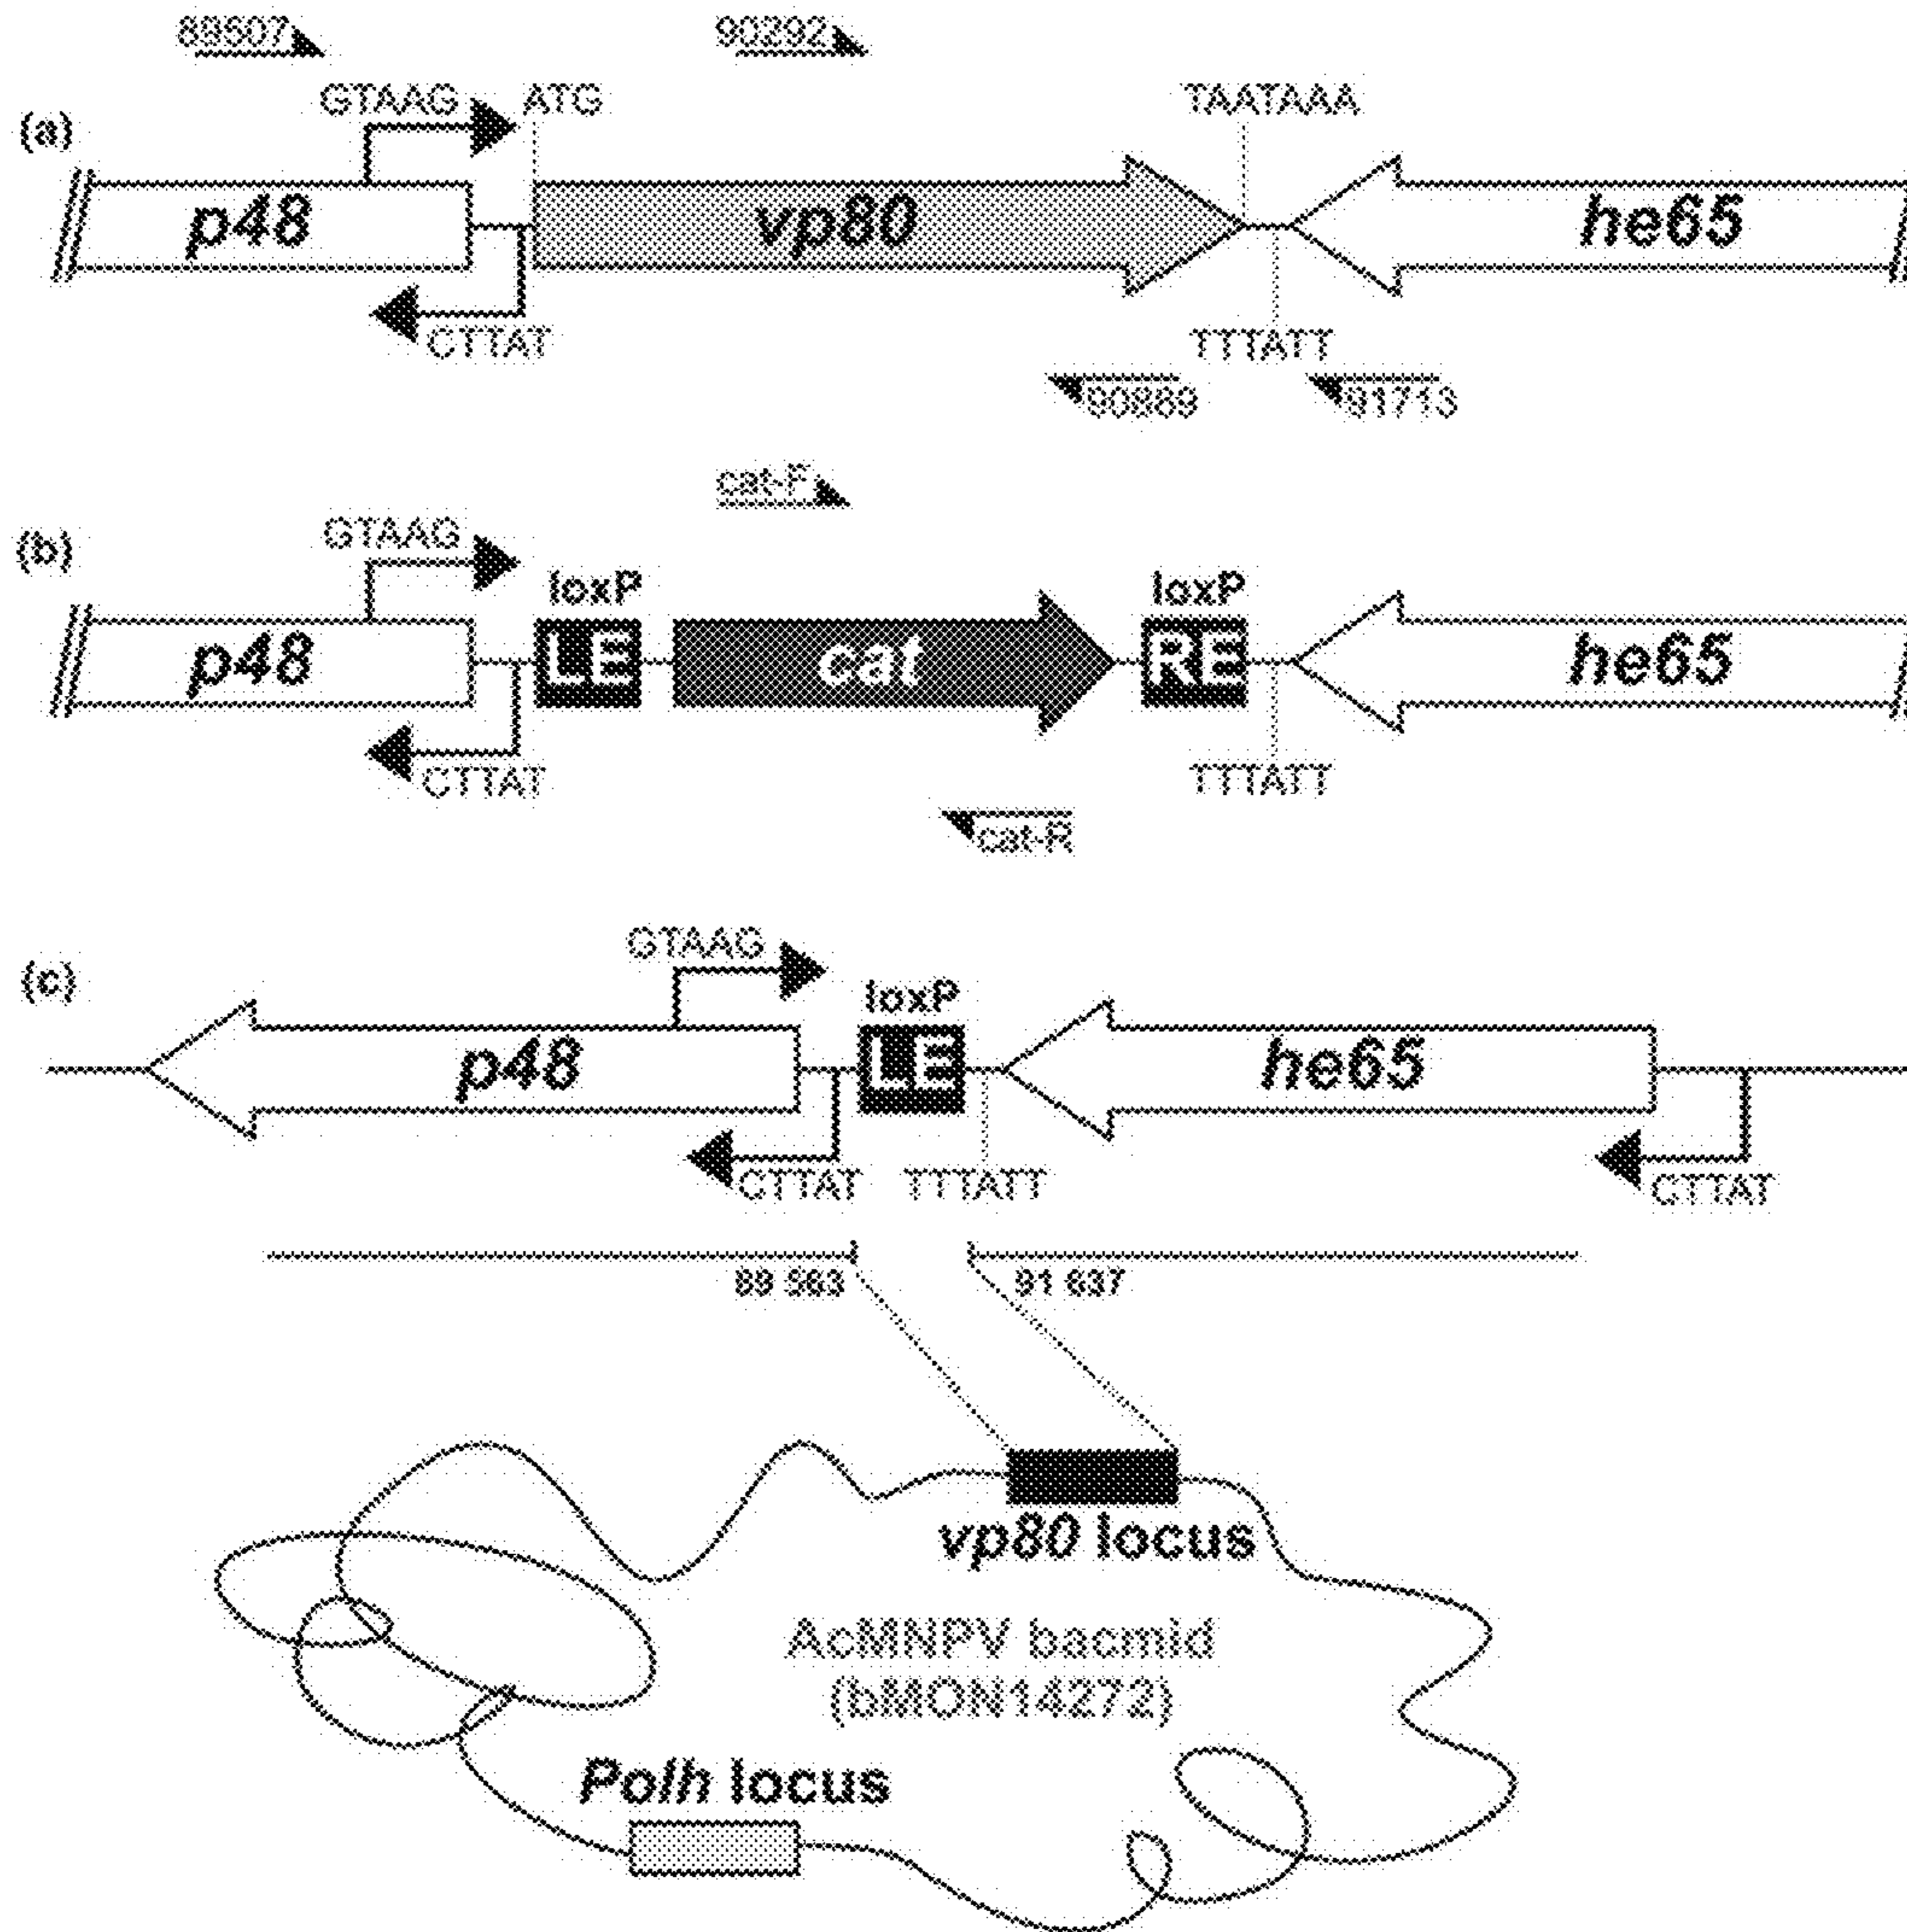 90292
GTAAG
ATG
TAATAAA
(a)
p48
vp80
he65
CTTAT
TTTATT
90889
91713
cat-F
GTAAG
(b)
loxP
loxP
p48
LE
cat
RE
he65
CTTAT
TTTATT
cat-R
GTAAG
(c)
loxP
p48
LE
he65
CTTAT
TTTATT
CTTAT
89 563
91 637
vp80 locus
AcMNPV bacmid
(bMON14272)
Polh locus